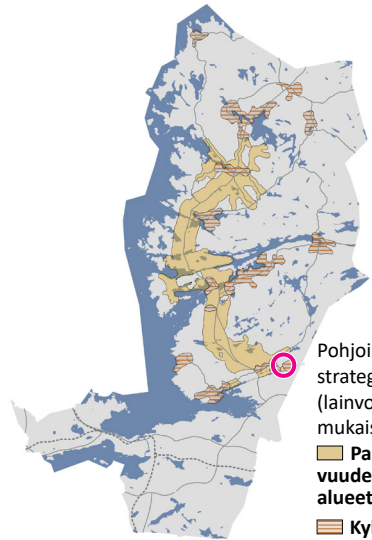 Pohjoi
strateg
(lainvo
mukais
Pa
vuude
alueet
Kyl